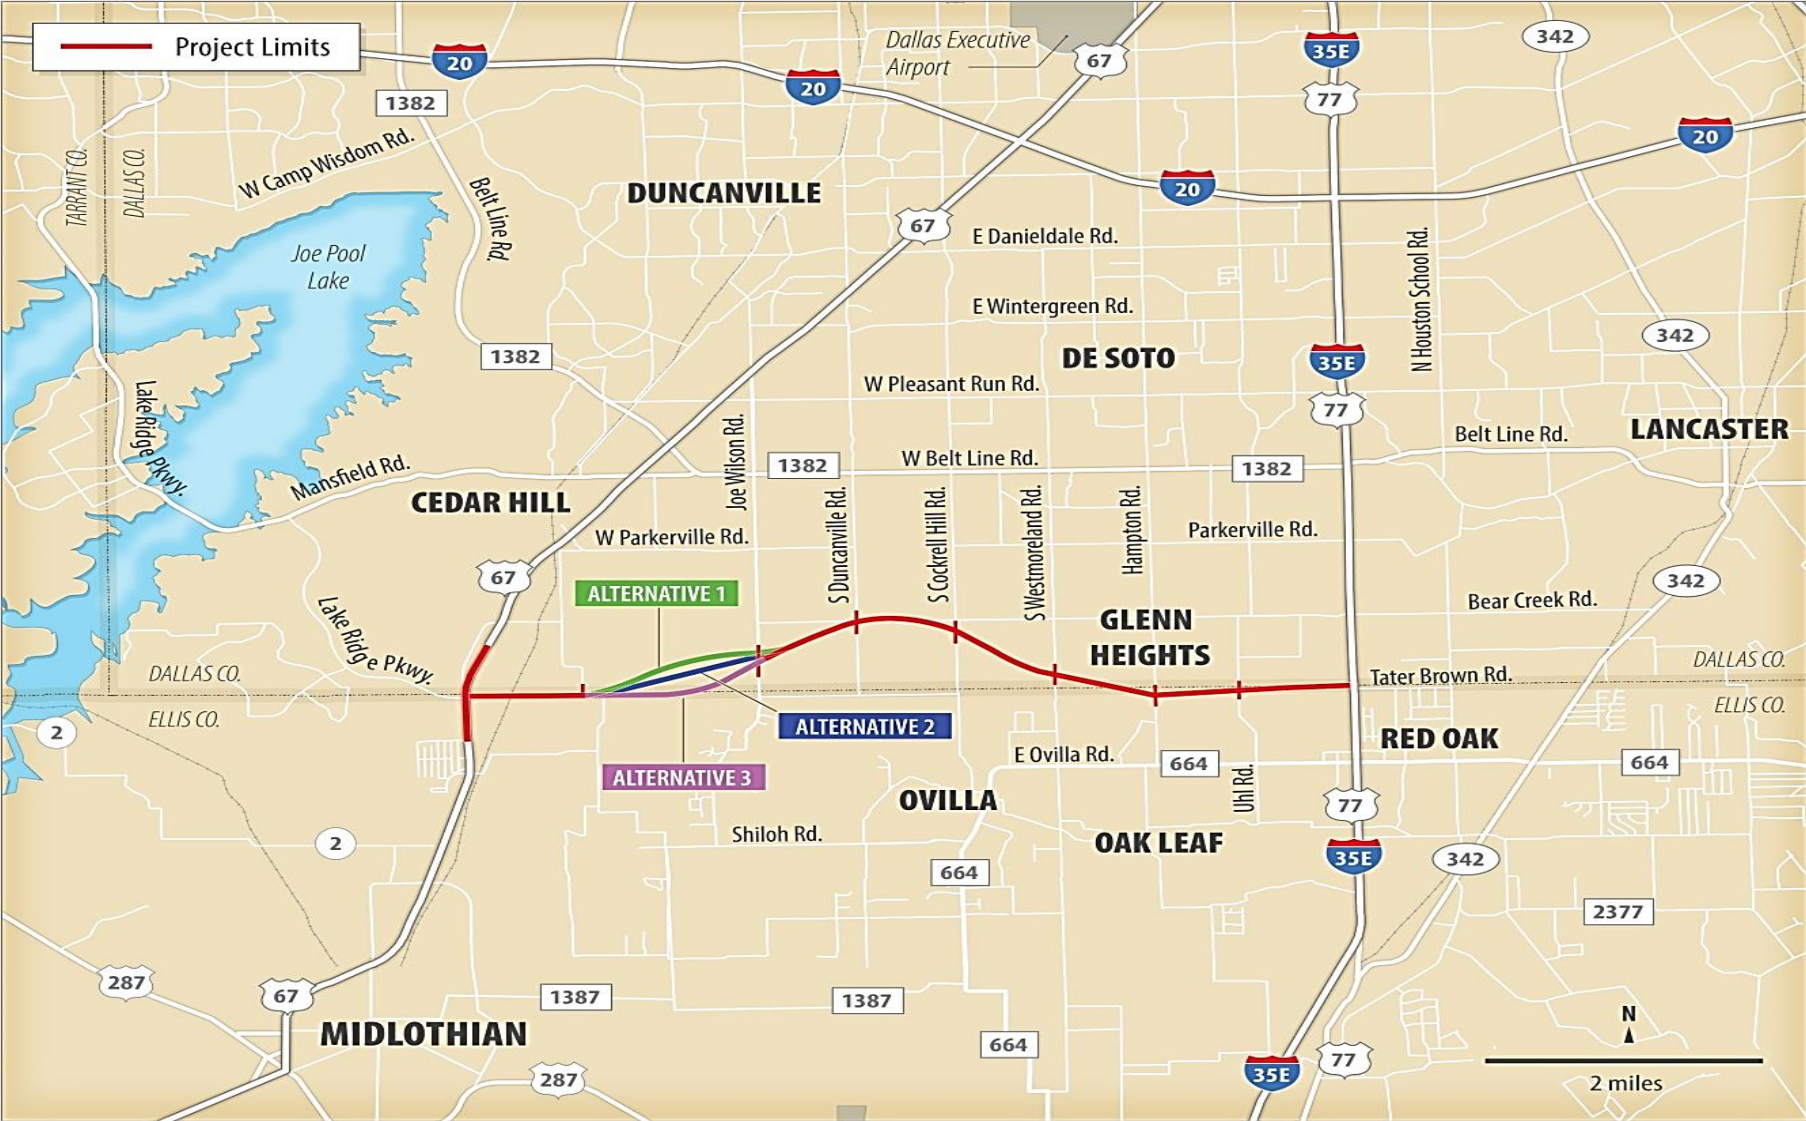 Project Limits
20
1382
W Camp Wisdom Rd.
TARRANT CO.
DALLAS CO.
Belt Line Rd.
Joe Pool
Lake
DUNCANVILLE
20
Dallas Executive
Airport
67
35E
77
342
20
20
67
E Danieldale Rd.
E Wintergreen Rd.
N Houston School Rd.
342
1382
DE SOTO
35E
77
W Pleasant Run Rd.
Lake Ridge Pkwy.
Mansfield Rd.
CEDAR HILL
Joe Wilson Rd.
1382
W Belt Line Rd.
1382
Belt Line Rd.
LANCASTER
W Parkerville Rd.
S Duncanville Rd.
S Cockrell Hill Rd.
S Westmoreland Rd.
Hampton Rd.
Parkerville Rd.
67
ALTERNATIVE 1
342
Bear Creek Rd.
Lake Ridge Pkwy.
GLENN
HEIGHTS
DALLAS CO.
ELLIS CO.
Tater Brown Rd.
DALLAS CO.
ELLIS CO.
2
ALTERNATIVE 2
ALTERNATIVE 3
E Ovilla Rd.
664
Uhl Rd.
RED OAK
664
OVILLA
77
Shiloh Rd.
2
OAK LEAF
35E
342
664
2377
287
67
1387
1387
MIDLOTHIAN
664
287
35E
77
N
2 miles